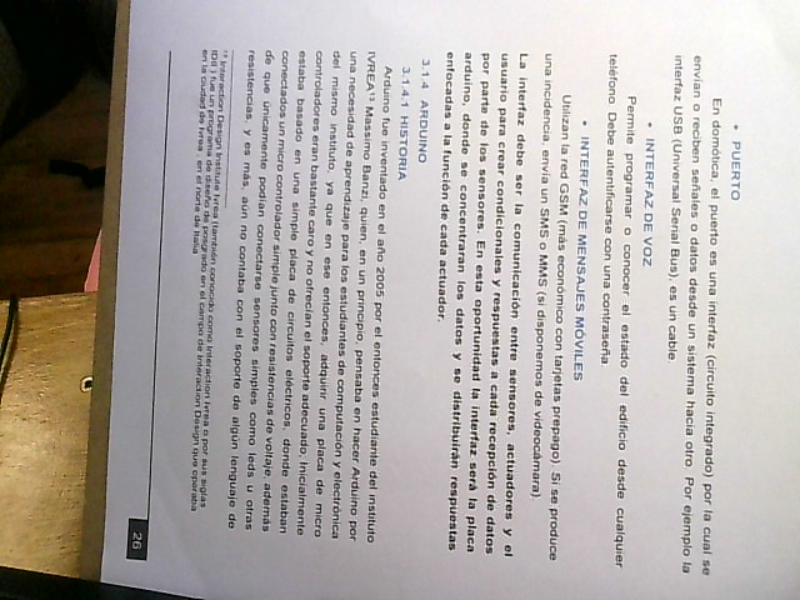 • PUERTO
En domótica, el puerto es una interfaz (circuito integrado) por la cual se
envían o reciben señales o datos desde un sistema hacia otro. Por ejemplo la
interfaz USB (Universal Serial Bus), es un cable.
• INTERFAZ DE VOZ
Permite programar o conocer el estado del edificio desde cualquier
teléfono. Debe autentificarse con una contraseña.
• INTERFAZ DE MENSAJES MÓVILES
Utilizan la red GSM (más económico con tarjetas prepago). Si se produce
una incidencia, envía un SMS o MMS (si disponemos de videocámara).
La interfaz debe ser la comunicación entre sensores, actuadores y el
usuario para crear condicionales y respuestas a cada recepción de datos
por parte de los sensores. En esta oportunidad la interfaz será la placa
arduino, donde se concentraran los datos y se distribuirán respuestas
enfocadas a la función de cada actuador.
3.1.4 ARDUINO
3.1.4.1 HISTORIA
Arduino fue inventado en el año 2005 por el entonces estudiante del instituto
IVREA¹³ Massimo Banzi, quien, en un principio, pensaba en hacer Arduino por
una necesidad de aprendizaje para los estudiantes de computación y electrónica
del mismo instituto, ya que en ese entonces, adquirir una placa de micro
controladores eran bastante caro y no ofrecían el soporte adecuado. Inicialmente
estaba basado en una simple placa de circuitos eléctricos, donde estaban
conectados un micro controlador simple junto con resistencias de voltaje, además
de que únicamente podían conectarse sensores simples como leds u otras
resistencias, y es más, aún no contaba con el soporte de algún lenguaje de
¹³ Interaction Design Institute Ivrea (también conocido como Interaction Ivrea o por sus siglas
IDII ) fue un programa de diseño de posgrado en el campo de Interaction Design que operaba
en la ciudad de Ivrea , en el norte de Italia
26